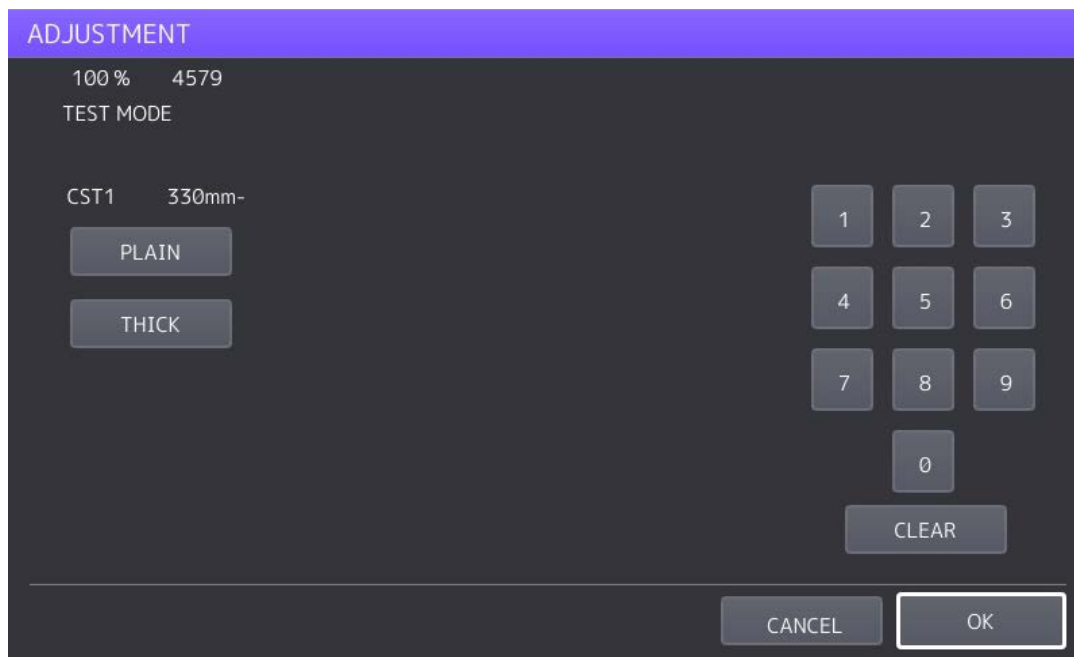 ADJUSTMENT
100 % 4579
TEST MODE
CST1 330mm-
PLAIN
THICK
1 2 3
4 5 6
7 8 9
0
CLEAR
CANCEL OK